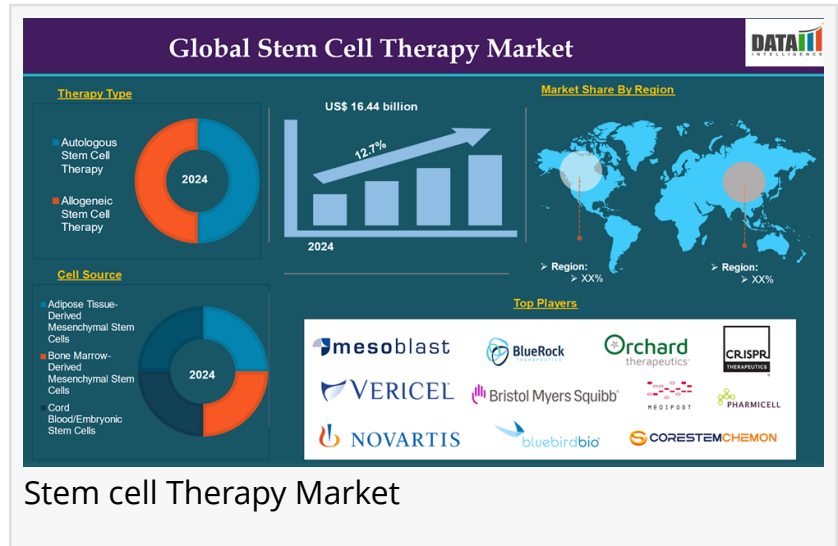 Global Stem Cell Therapy Market
DATA
INTELLIGENCE
Therapy Type
Autologous
Stem Cell
Therapy
Allogeneic
Stem Cell
Therapy
2024
US$ 16.44 billion
12.7%
2024
Market Share By Region
Region:
XX%
Region:
XX%
Cell Source
Adipose Tissue-
Derived
Mesenchymal Stem
Cells
Bone Marrow-
Derived
Mesenchymal Stem
Cells
Cord
Blood/Embryonic
Stem Cells
2024
Top Players
mesoblast
BLUEROCK
THERAPEUTICS
Orchard
therapeutics
CRISPR
THERAPEUTICS
VERICEL
Bristol Myers Squibb
MEDIPOST
PHARMICELL
NOVARTIS
bluebirdbio
CORESTEMCHEMON
Stem cell Therapy Market